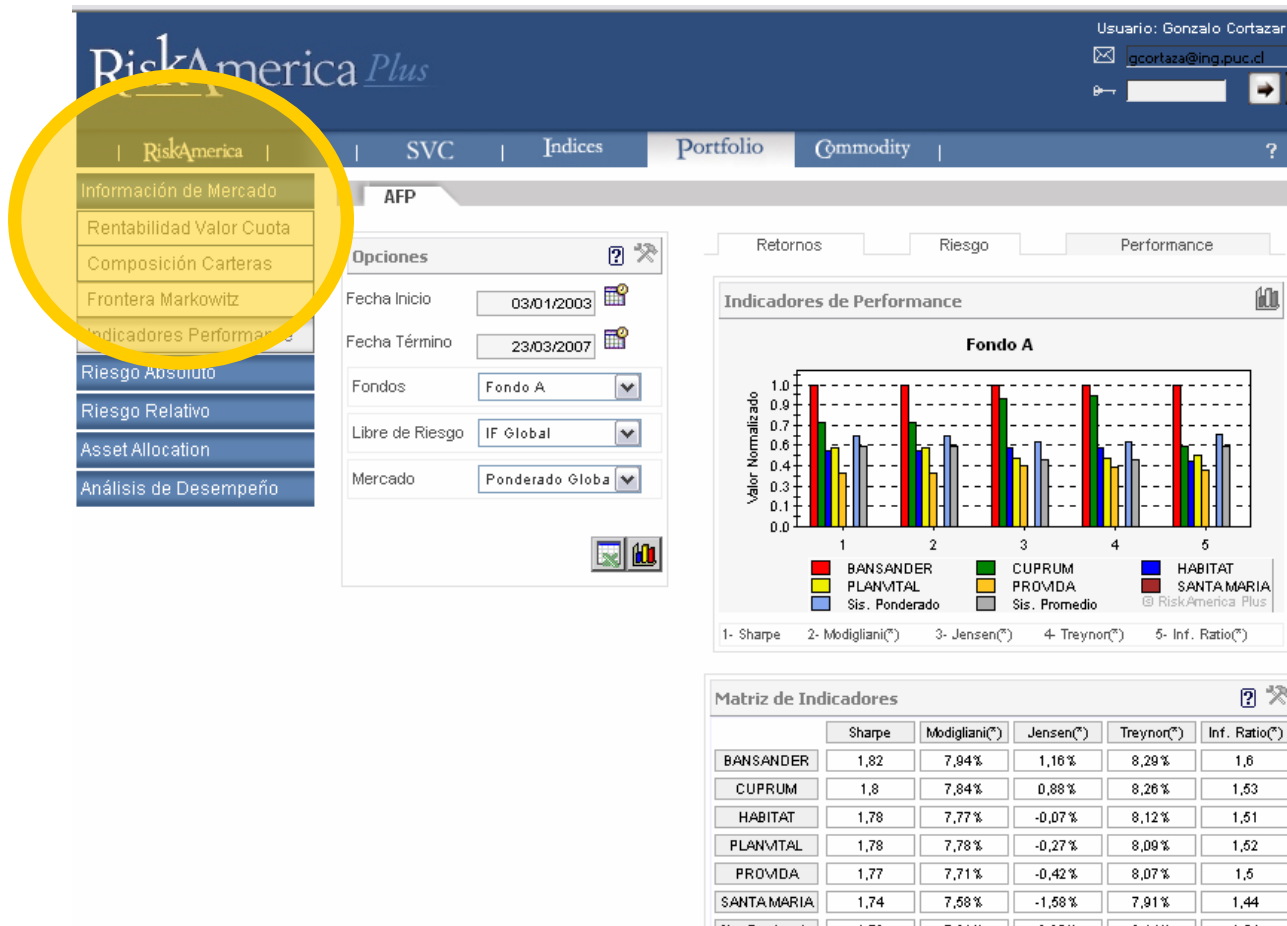 RiskAmerica Plus
Usuario: Gonzalo Cortazar
gcortaza@ing.puc.cl
| RiskAmerica | | SVC | Indices Portfolio Commodity | ?
Información de Mercado
Rentabilidad Valor Cuota
Composición Carteras
Frontera Markowitz
Indicadores Performance
Riesgo Absoluto
Riesgo Relativo
Asset Allocation
Análisis de Desempeño
AFP
Opciones ?
Fecha Inicio 03/01/2003
Fecha Término 23/03/2007
Fondos Fondo A
Libre de Riesgo IF Global
Mercado Ponderado Globa
Retornos Riesgo Performance
Indicadores de Performance
Fondo A
Valor Normalizado
1.0
0.9
0.7
0.6
0.4
0.3
0.1
0.0
1 2 3 4 5
BANSANDER CUPRUM HABITAT
PLANVITAL PROVIDA SANTA MARIA
Sis. Ponderado Sis. Promedio @ RiskAmerica Plus
1- Sharpe 2- Modigliani(*) 3- Jensen(*) 4- Treynor(*) 5- Inf. Ratio(*)
Matriz de Indicadores ?
Sharpe Modigliani(*) Jensen(*) Treynor(*) Inf. Ratio(*)
BANSANDER 1,82 7,94% 1,16% 8,29% 1,6
CUPRUM 1,8 7,84% 0,88% 8,26% 1,53
HABITAT 1,78 7,77% -0,07% 8,12% 1,51
PLANVITAL 1,78 7,78% -0,27% 8,09% 1,52
PROVIDA 1,77 7,71% -0,42% 8,07% 1,5
SANTA MARIA 1,74 7,58% -1,58% 7,91% 1,44